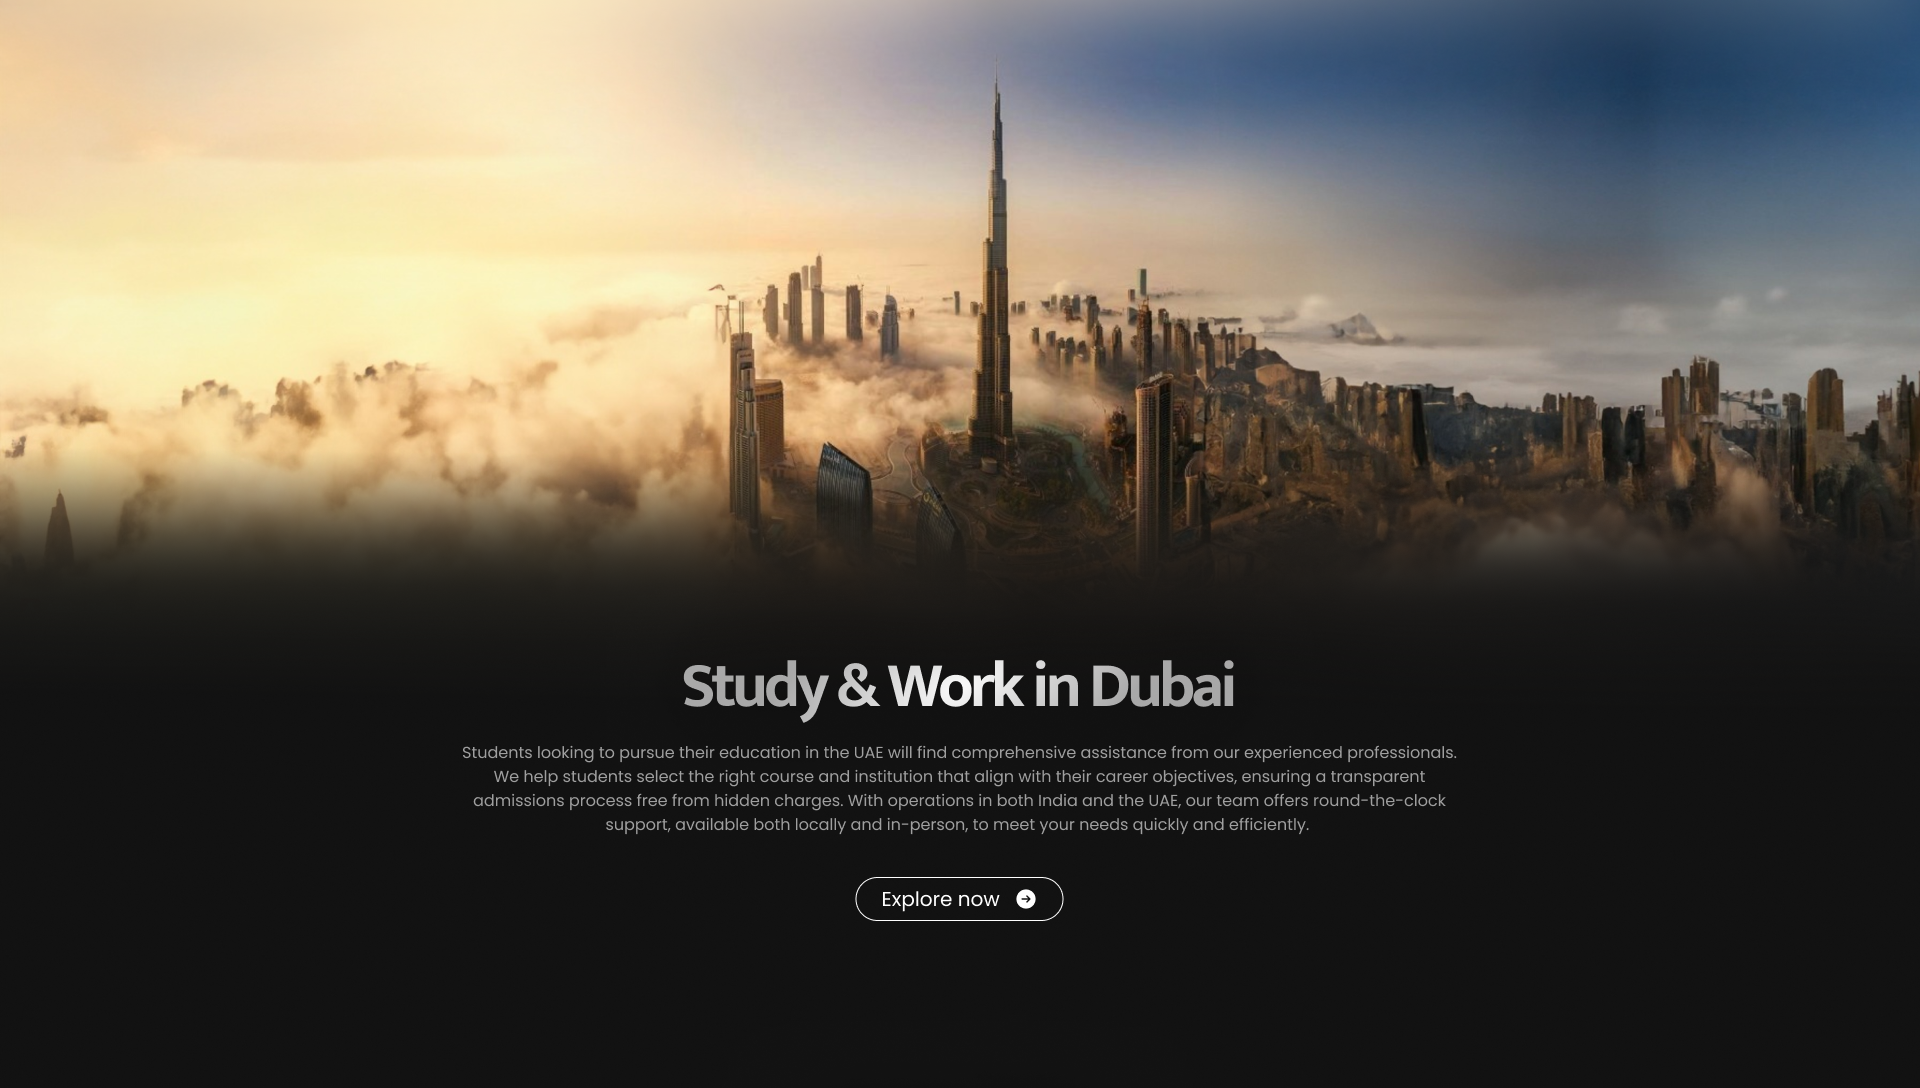 Study & Work in Dubai
Students looking to pursue their education in the UAE will find comprehensive assistance from our experienced professionals.
We help students select the right course and institution that align with their career objectives, ensuring a transparent
admissions process free from hidden charges. With operations in both India and the UAE, our team offers round-the-clock
support, available both locally and in-person, to meet your needs quickly and efficiently.
Explore now